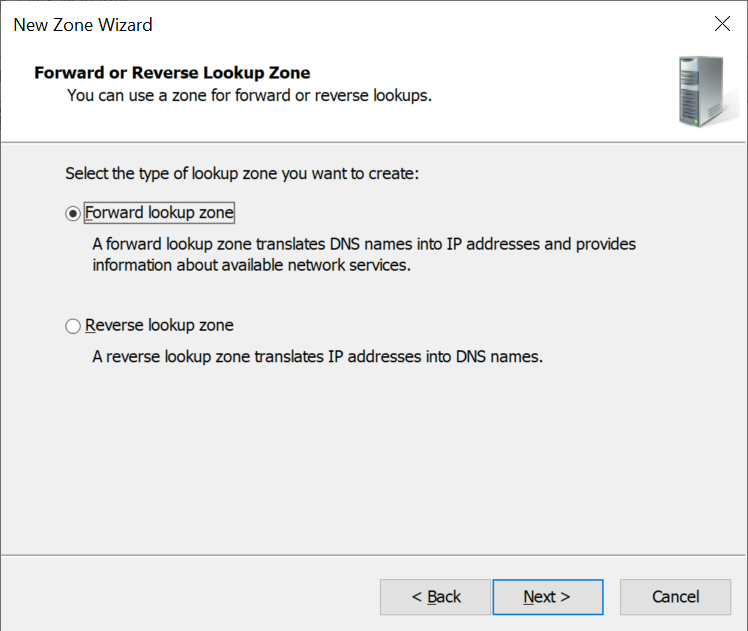 New Zone Wizard
Forward or Reverse Lookup Zone
You can use a zone for forward or reverse lookups.
Select the type of lookup zone you want to create:
Forward lookup zone
A forward lookup zone translates DNS names into IP addresses and provides
information about available network services.
Reverse lookup zone
A reverse lookup zone translates IP addresses into DNS names.
< Back
Next >
Cancel